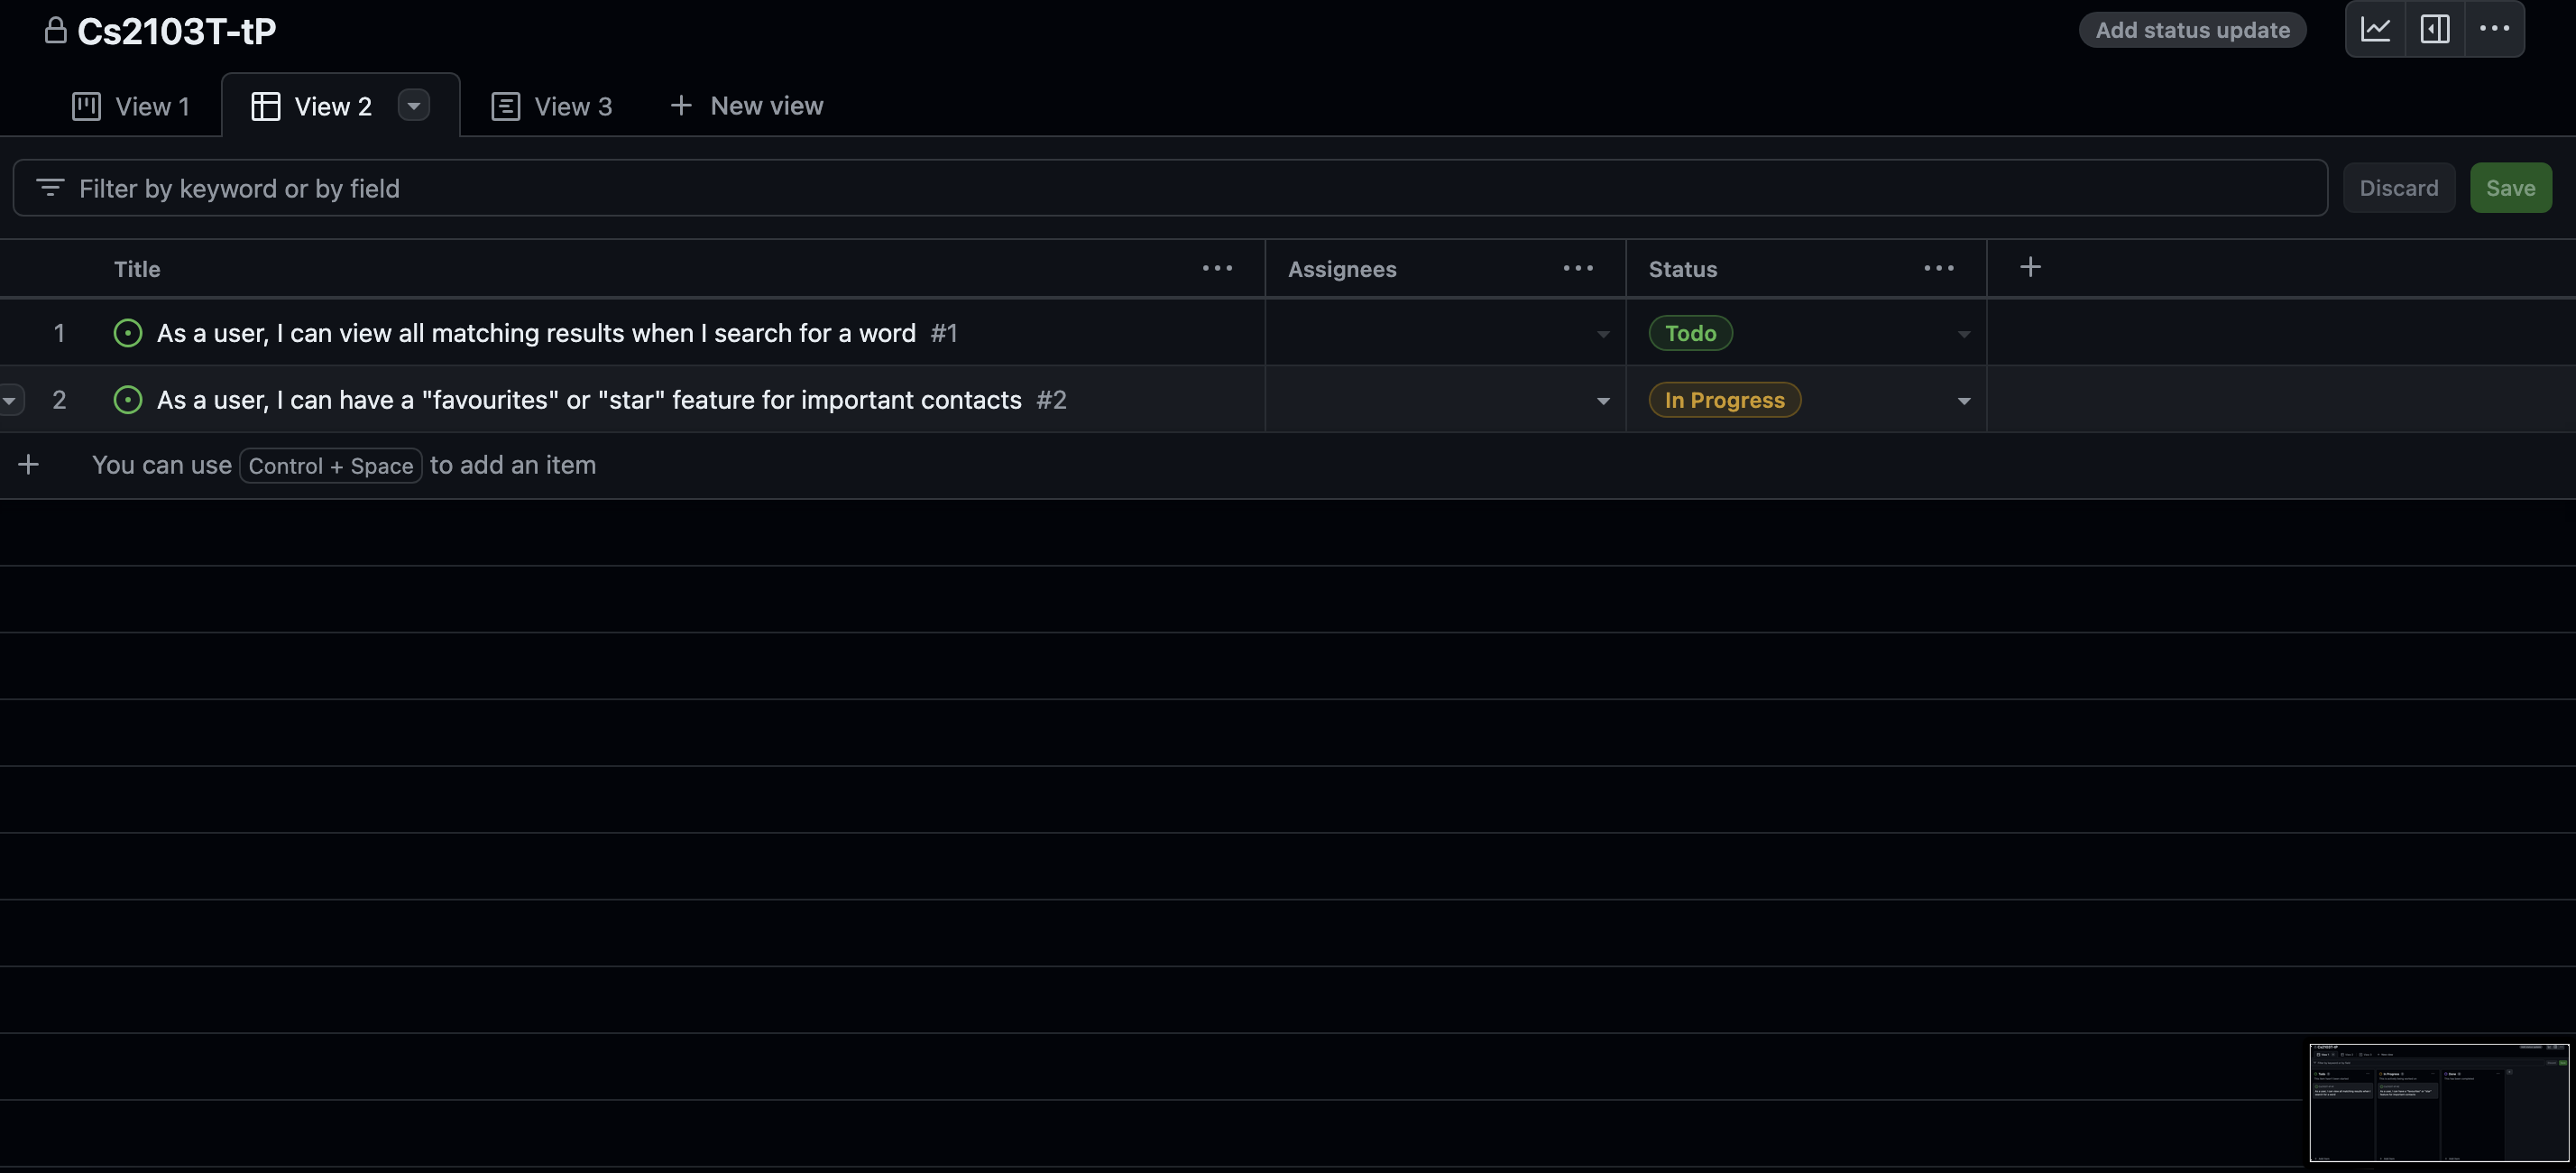 Cs2103T-tP
Add status update
View 1
View 2
View 3
New view
Filter by keyword or by field
Discard
Save
Title
Assignees
Status
1 As a user, I can view all matching results when I search for a word #1 Todo
2 As a user, I can have a "favourites" or "star" feature for important contacts #2 In Progress
You can use Control + Space to add an item